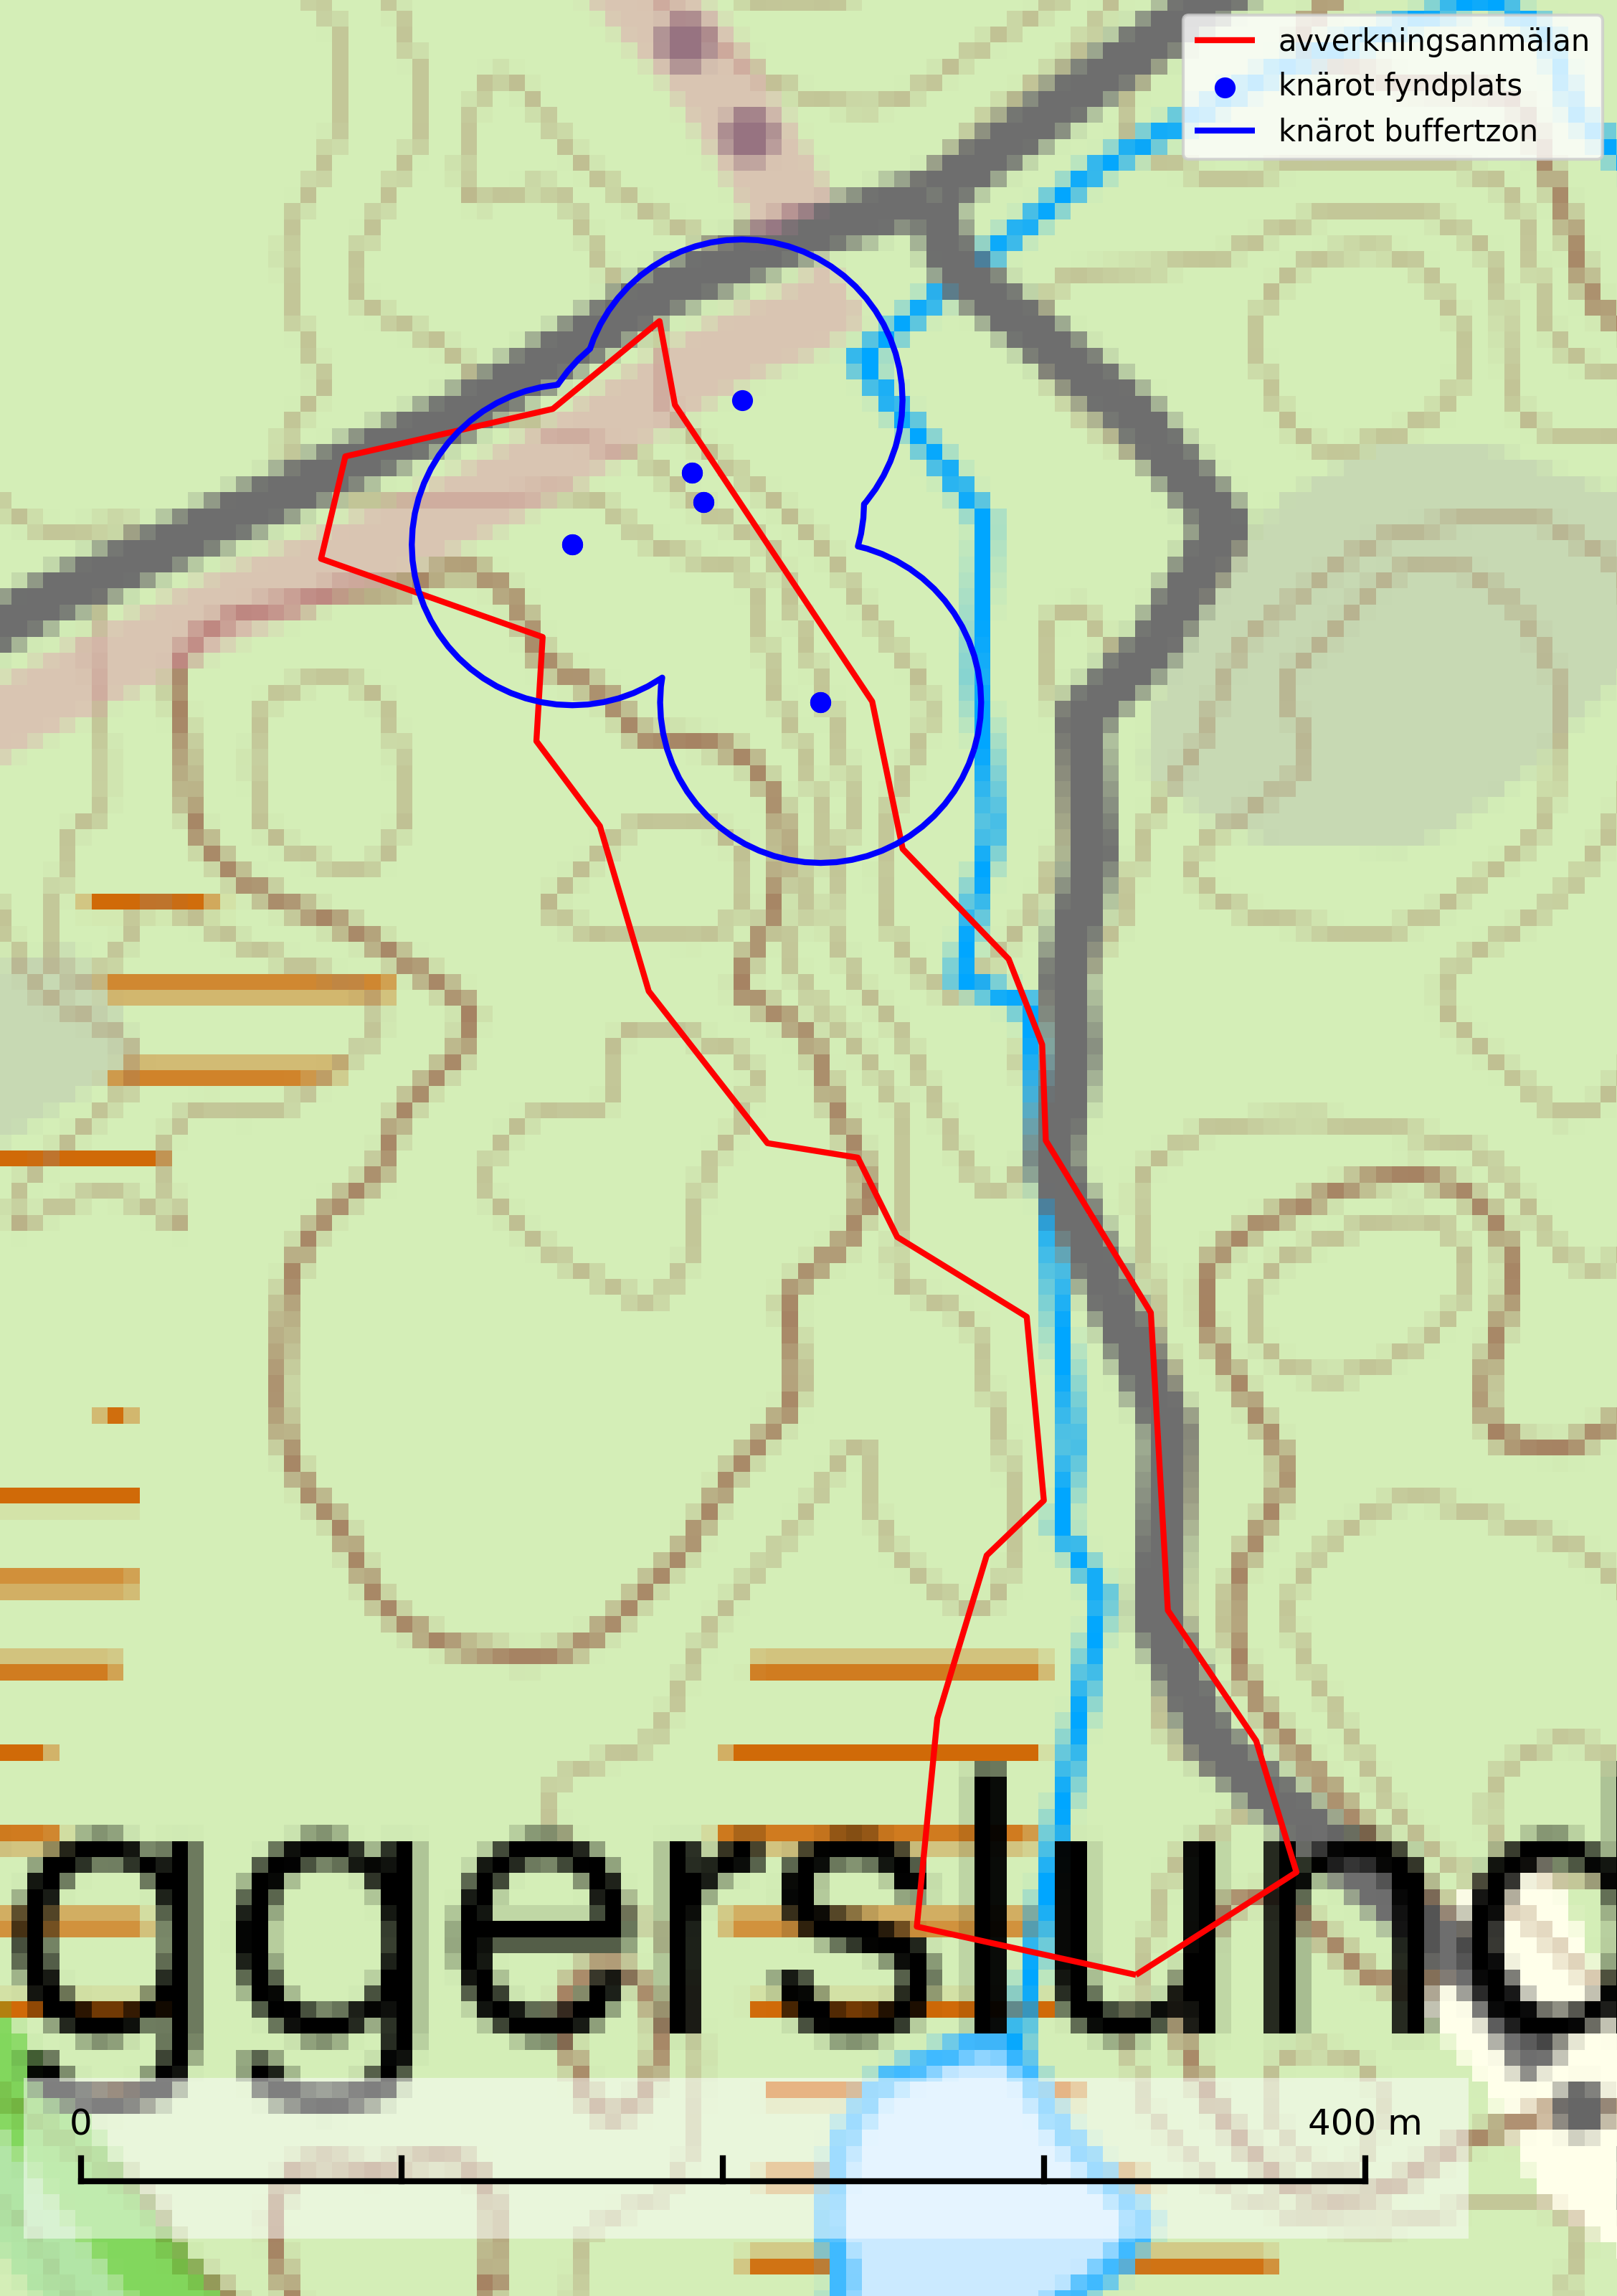 avverkningsanmälan
knärot fyndplats
knärot buffertzon
ggerslund
0 400 m